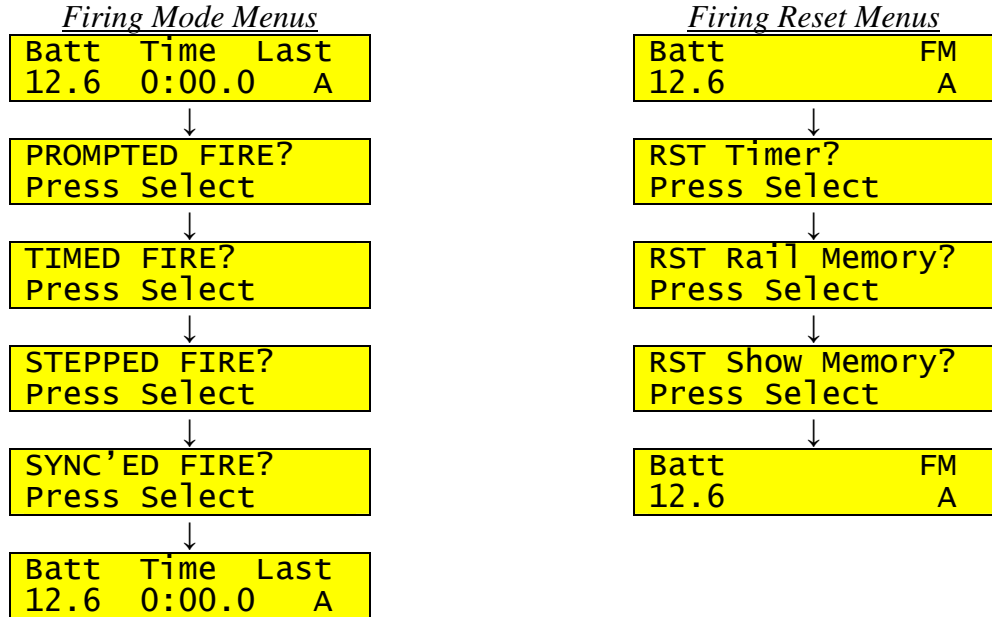 Firing Mode Menus
Batt Time Last
12.6 0:00.0 A
↓
PROMPTED FIRE?
Press Select
↓
TIMED FIRE?
Press Select
↓
STEPPED FIRE?
Press Select
↓
SYNC'ED FIRE?
Press Select
↓
Batt Time Last
12.6 0:00.0 A
Firing Reset Menus
Batt FM
12.6 A
↓
RST Timer?
Press Select
↓
RST Rail Memory?
Press Select
↓
RST Show Memory?
Press Select
↓
Batt FM
12.6 A